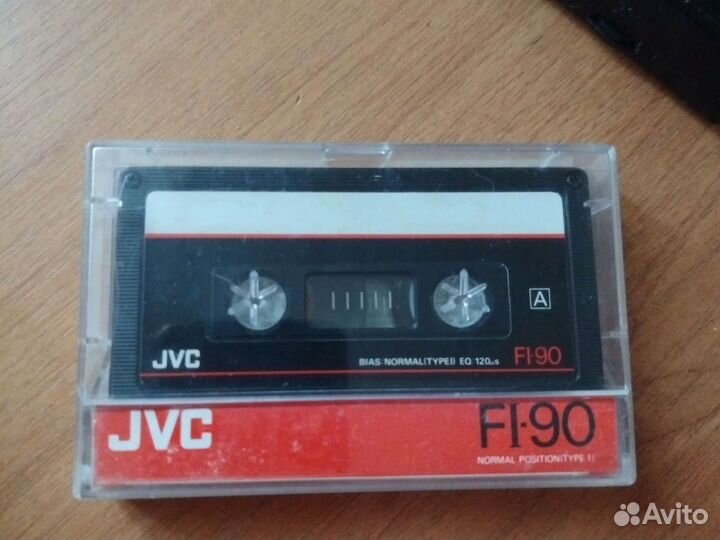 A
JVC
BIAS:NORMAL(TYPE I) EQ:120μs
FI-90
JVC
FI·90
NORMAL POSITION(TYPE I)
Avito